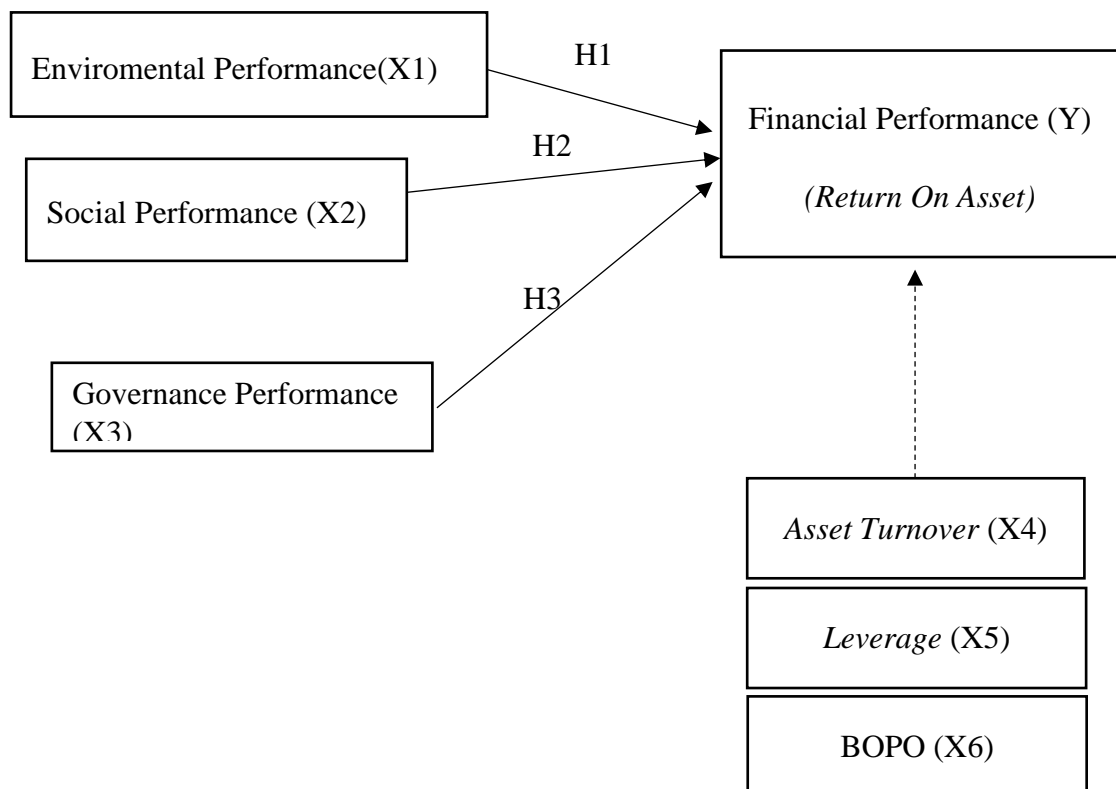 Enviromental Performance(X1)
H1
Financial Performance (Y)
(Return On Asset)
H2
Social Performance (X2)
H3
Governance Performance
(X3)
Asset Turnover (X4)
Leverage (X5)
BOPO (X6)